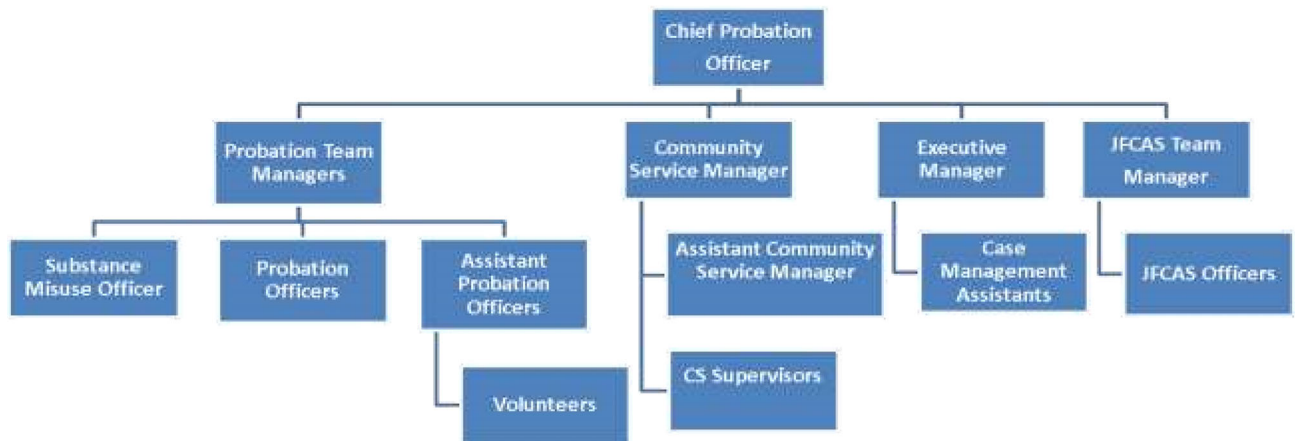 Chief Probation
Officer
Probation Team
Managers
Community
Service Manager
Executive
Manager
JFCAS Team
Manager
Substance
Misuse Officer
Probation
Officers
Assistant
Probation
Officers
Assistant Community
Service Manager
Case
Management
Assistants
JFCAS Officers
Volunteers
CS Supervisors